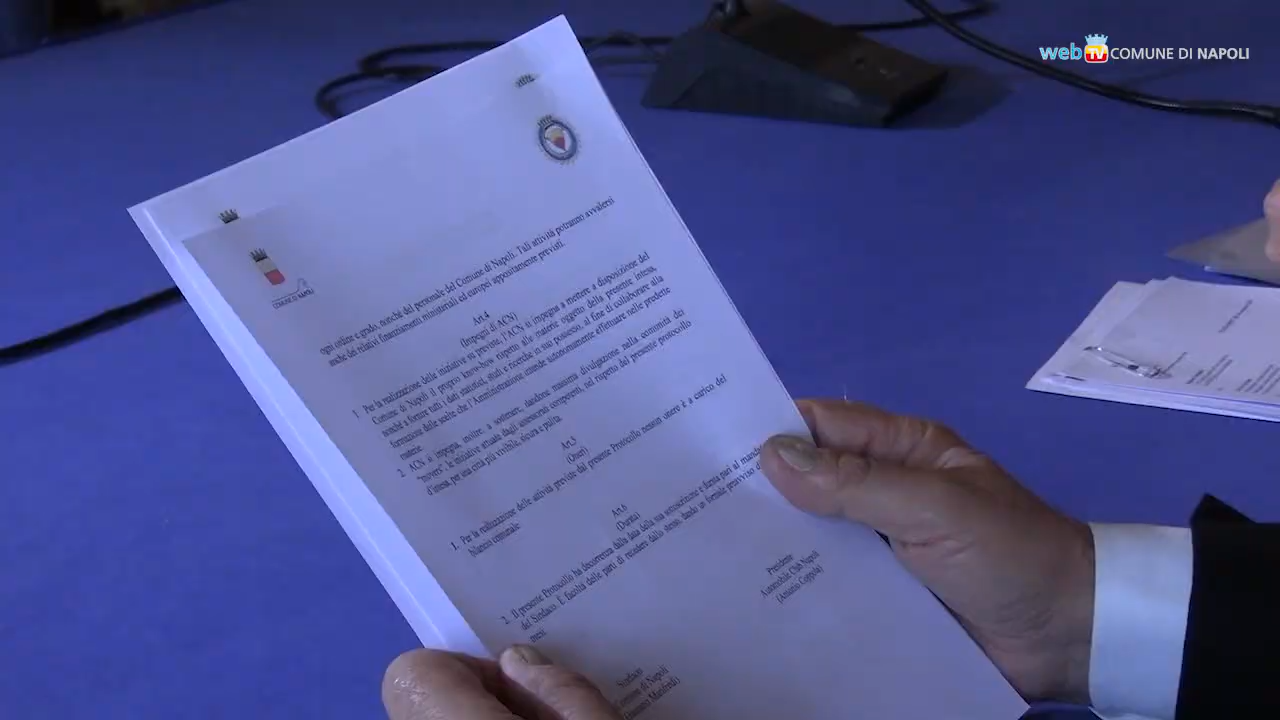 web TV COMUNE DI NAPOLI
COMUNE DI NAPOLI
ogni ordine e grado, nonché del personale del Comune di Napoli. Tali attività potranno avvalersi
anche dei relativi finanziamenti ministeriali ed europei appositamente previsti.
Art.4
(Impegni di ACN)
1. Per la realizzazione delle iniziative su previste, l'ACN si impegna a mettere a disposizione del
Comune di Napoli il proprio know-how rispetto alle materie oggetto della presente intesa,
nonché a fornire tutti i dati statistici, studi e ricerche in suo possesso, al fine di collaborare alla
formazione delle scelte che l'Amministrazione intende autonomamente effettuare nelle predette
materie.
2. ACN si impegna, inoltre, a sostenere, dandone massima divulgazione nella comunità dei
le iniziative attuate dagli assessorati competenti, nel rispetto del presente protocollo
d'intesa, per una città più vivibile, sicura e pulita.
Art.5
(Oneri)
1. Per la realizzazione delle attività previste dal presente Protocollo nessun onere è a carico del
bilancio comunale.
Art.6
(Durata)
2. Il presente Protocollo ha decorrenza dalla data della sua sottoscrizione e durata pari al
del Sindaco. È facoltà delle parti di recedere dallo stesso, dando un formale preavviso di
mesi
Presidente
Automobile Club Napoli
(Antonio Coppola)
Sindaco
Comune di Napoli
Manfredi)